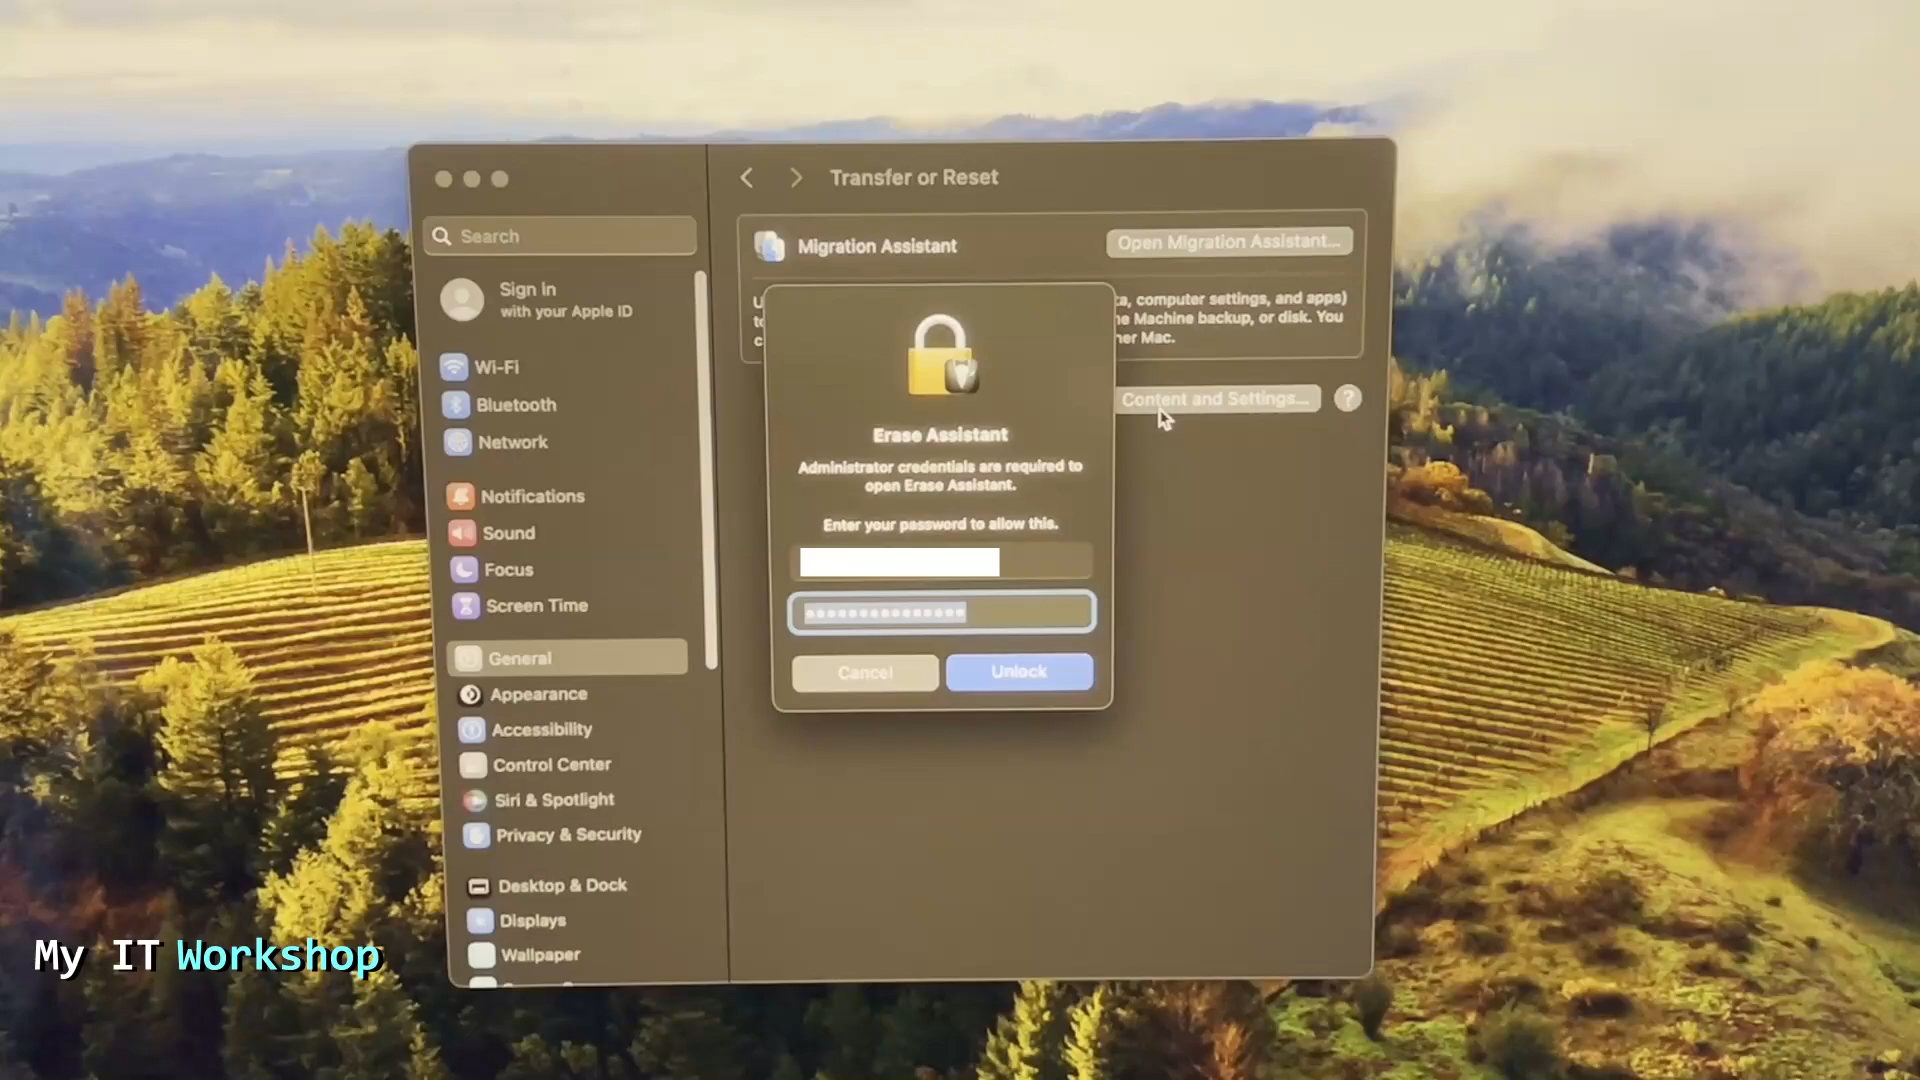 Transfer or Reset
Search
Migration Assistant
Open Migration Assistant...
Sign In
with your Apple ID
, computer settings, and apps)
Machine backup, or disk. You
Mac.
Wi-Fi
Bluetooth
Network
Content and Settings...
?
Erase Assistant
Administrator credentials are required to
open Erase Assistant.
Enter your password to allow this.
Cancel
Unlock
Notifications
Sound
Focus
Screen Time
General
Appearance
Accessibility
Control Center
Siri & Spotlight
Privacy & Security
Desktop & Dock
Displays
Wallpaper
My IT Workshop